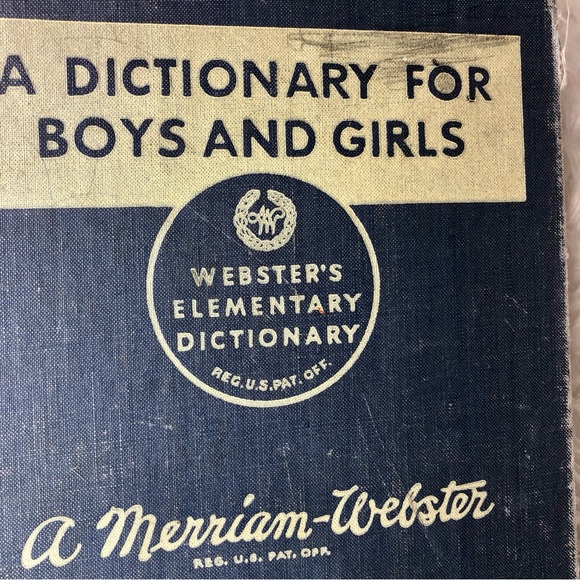 A DICTIONARY FOR
BOYS AND GIRLS
WEBSTER'S
ELEMENTARY
DICTIONARY
REG. U.S. PAT. OFF.
a Merriam-Webster
REG. U.S. PAT. OFF.